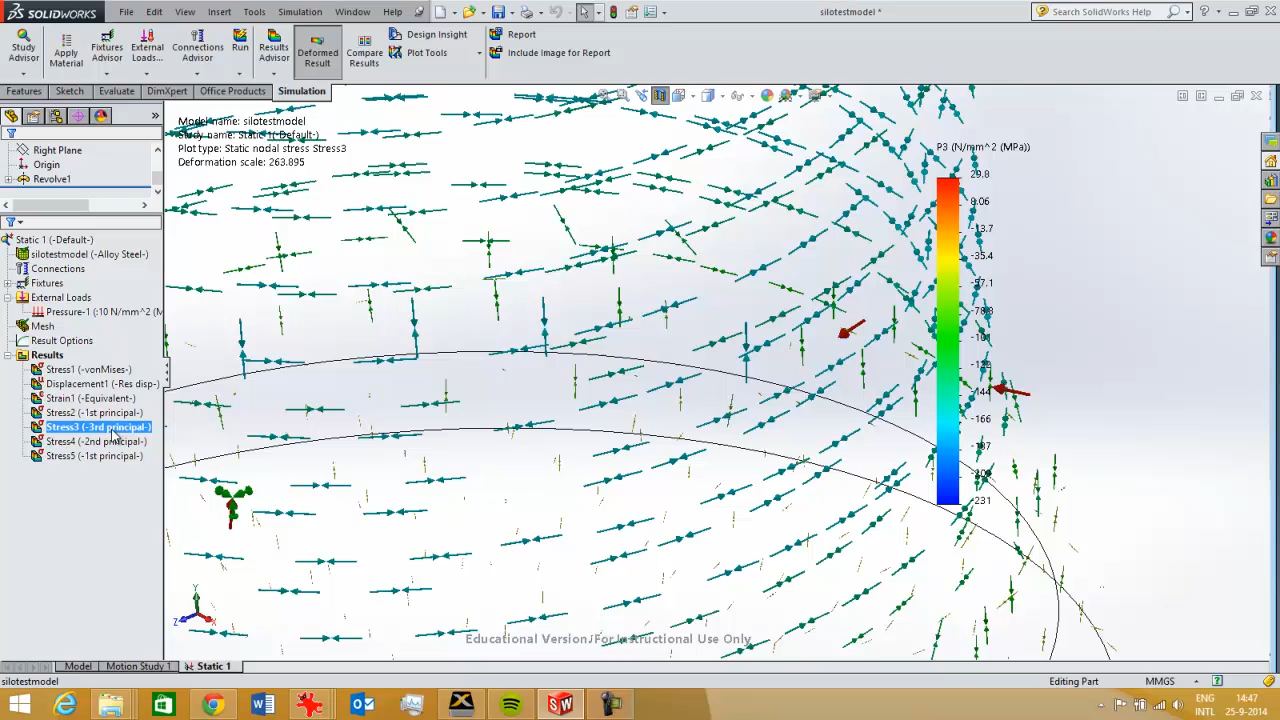 SOLIDWORKS File Edit View Insert Tools Simulation Window Help silotestmodel * Search SolidWorks Help
Study Advisor
Apply Material
Fixtures Advisor
External Loads...
Connections Advisor
Run
Results Advisor
Deformed Result
Compare Results
Design Insight
Plot Tools
Report
Include Image for Report
Features Sketch Evaluate DimXpert Office Products Simulation
Model name: silotestmodel
Study name: Static 1(-Default-)
Plot type: Static nodal stress Stress3
Deformation scale: 263.895
Right Plane
Origin
Revolve1
Static 1 (-Default-)
silotestmodel (-Alloy Steel-)
Connections
Fixtures
External Loads
Pressure-1 (:10 N/mm^2 (M
Mesh
Result Options
Results
Stress1 (-vonMises-)
Displacement1 (-Res disp-)
Strain1 (-Equivalent-)
Stress2 (-1st principal-)
Stress3 (-3rd principal-)
Stress4 (-2nd principal-)
Stress5 (-1st principal-)
P3 (N/mm^2 (MPa))
29.8
8.06
-13.7
-35.4
-57.1
-144
-166
-231
Y
Z
X
Educational Version. For Instructional Use Only
Model Motion Study 1 Static 1
silotestmodel Editing Part MMGS
ENG
INTL
14:47
25-9-2014